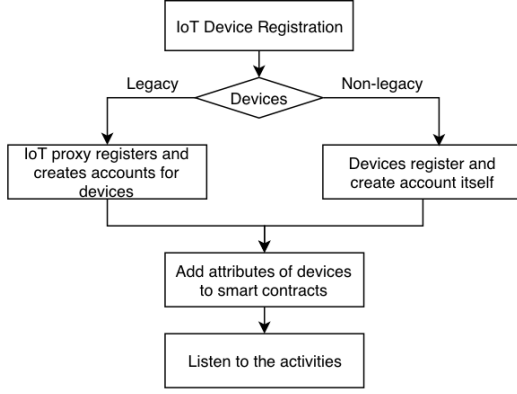 IoT Device Registration
Legacy
Non-legacy
Devices
IoT proxy registers and
creates accounts for
devices
Devices register and
create account itself
Add attributes of devices
to smart contracts
Listen to the activities